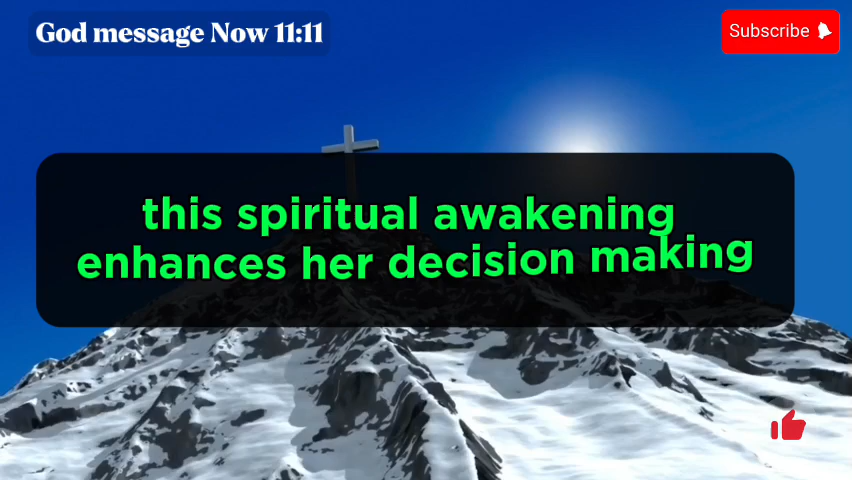 God message Now 11:11
Subscribe
this spiritual awakening
enhances her decision making